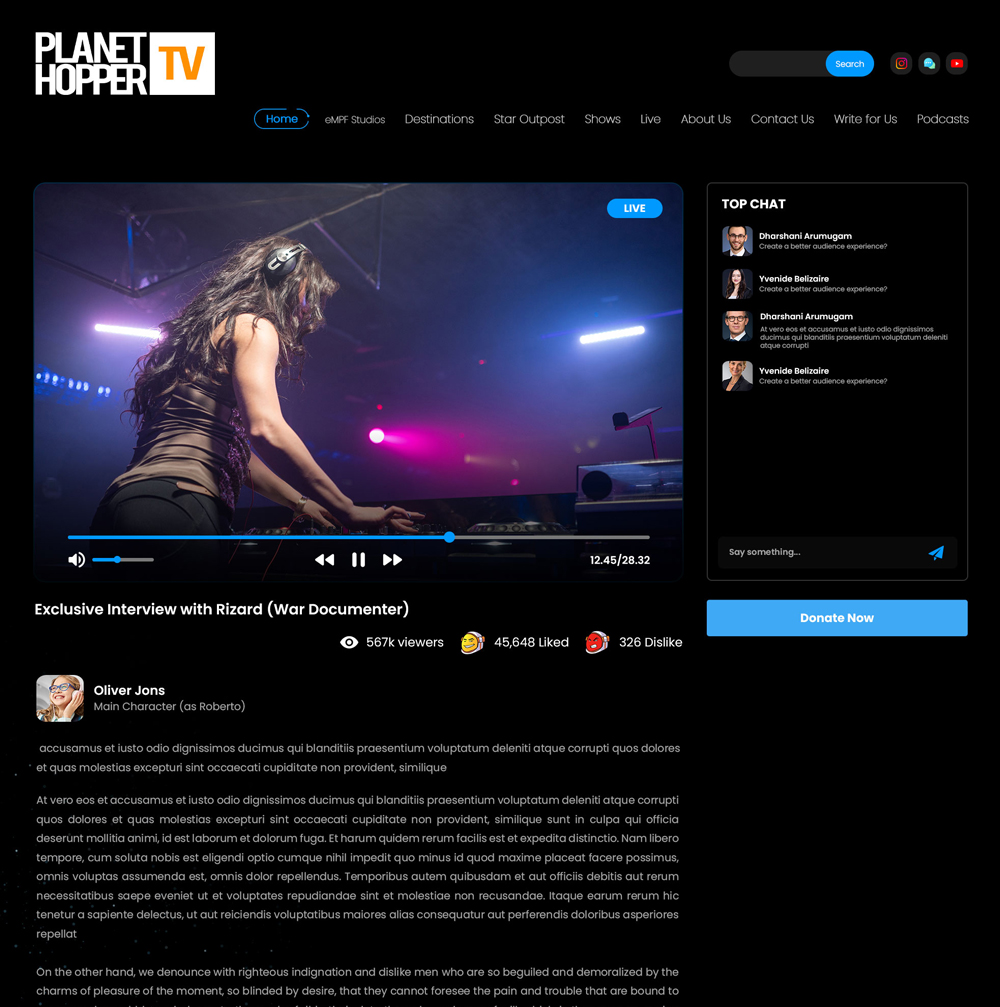 PLANET
HOPPER
TV
Search
Home
eMPF Studios
Destinations
Star Outpost
Shows
Live
About Us
Contact Us
Write for Us
Podcasts
LIVE
12.45/28.32
TOP CHAT
Dharshani Arumugam
Create a better audience experience?
Yvenide Belizaire
Create a better audience experience?
Dharshani Arumugam
At vero eos et accusamus et iusto odio dignissimos
ducimus qui blanditiis praesentium voluptatum deleniti
atque corrupti
Yvenide Belizaire
Create a better audience experience?
Say something...
Donate Now
Exclusive Interview with Rizard (War Documenter)
567k viewers
45,648 Liked
326 Dislike
Oliver Jons
Main Character (as Roberto)
accusamus et iusto odio dignissimos ducimus qui blanditiis praesentium voluptatum deleniti atque corrupti quos dolores
et quas molestias excepturi sint occaecati cupiditate non provident, similique
At vero eos et accusamus et iusto odio dignissimos ducimus qui blanditiis praesentium voluptatum deleniti atque corrupti
quos dolores et quas molestias excepturi sint occaecati cupiditate non provident, similique sunt in culpa qui officia
deserunt mollitia animi, id est laborum et dolorum fuga. Et harum quidem rerum facilis est et expedita distinctio. Nam libero
tempore, cum soluta nobis est eligendi optio cumque nihil impedit quo minus id quod maxime placeat facere possimus,
omnis voluptas assumenda est, omnis dolor repellendus. Temporibus autem quibusdam et aut officiis debitis aut rerum
necessitatibus saepe eveniet ut et voluptates repudiandae sint et molestiae non recusandae. Itaque earum rerum hic
tenetur a sapiente delectus, ut aut reiciendis voluptatibus maiores alias consequatur aut perferendis doloribus asperiores
repellat
On the other hand, we denounce with righteous indignation and dislike men who are so beguiled and demoralized by the
charms of pleasure of the moment, so blinded by desire, that they cannot foresee the pain and trouble that are bound to